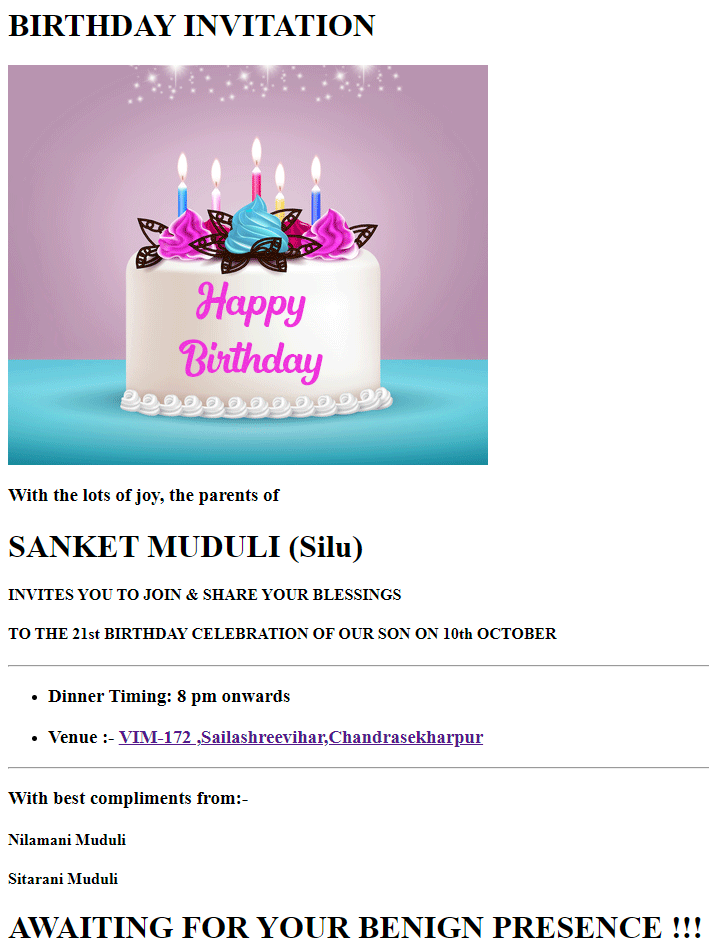 BIRTHDAY INVITATION
Happy
Birthday
With the lots of joy, the parents of
SANKET MUDULI (Silu)
INVITES YOU TO JOIN & SHARE YOUR BLESSINGS
TO THE 21st BIRTHDAY CELEBRATION OF OUR SON ON 10th OCTOBER
• Dinner Timing: 8 pm onwards
• Venue :- VIM-172 ,Sailashreevihar,Chandrasekharpur
With best compliments from:-
Nilamani Muduli
Sitarani Muduli
AWAITING FOR YOUR BENIGN PRESENCE !!!